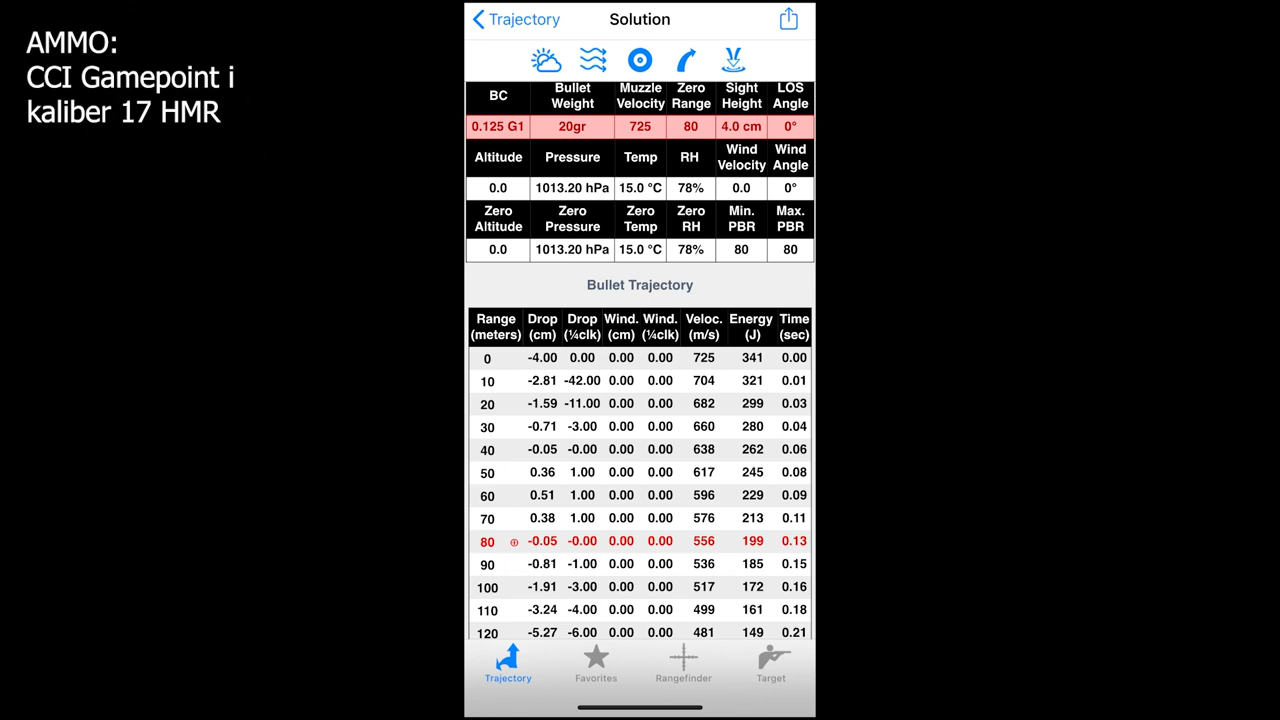 AMMO:
CCI Gamepoint i
kaliber 17 HMR
Trajectory Solution
BC Bullet Weight Muzzle Velocity Zero Range Sight Height LOS Angle
0.125 G1 20gr 725 80 4.0 cm 0°
Altitude Pressure Temp RH Wind Velocity Wind Angle
0.0 1013.20 hPa 15.0 °C 78% 0.0 0°
Zero Altitude Zero Pressure Zero Temp Zero RH Min. PBR Max. PBR
0.0 1013.20 hPa 15.0 °C 78% 80 80
Bullet Trajectory
Range (meters) Drop (cm) Drop (¼clk) Wind. (cm) Wind. (¼clk) Veloc. (m/s) Energy (J) Time (sec)
0 -4.00 0.00 0.00 0.00 725 341 0.00
10 -2.81 -42.00 0.00 0.00 704 321 0.01
20 -1.59 -11.00 0.00 0.00 682 299 0.03
30 -0.71 -3.00 0.00 0.00 660 280 0.04
40 -0.05 -0.00 0.00 0.00 638 262 0.06
50 0.36 1.00 0.00 0.00 617 245 0.08
60 0.51 1.00 0.00 0.00 596 229 0.09
70 0.38 1.00 0.00 0.00 576 213 0.11
80 -0.05 -0.00 0.00 0.00 556 199 0.13
90 -0.81 -1.00 0.00 0.00 536 185 0.15
100 -1.91 -3.00 0.00 0.00 517 172 0.16
110 -3.24 -4.00 0.00 0.00 499 161 0.18
120 -5.27 -6.00 0.00 0.00 481 149 0.21
Trajectory Favorites Rangefinder Target